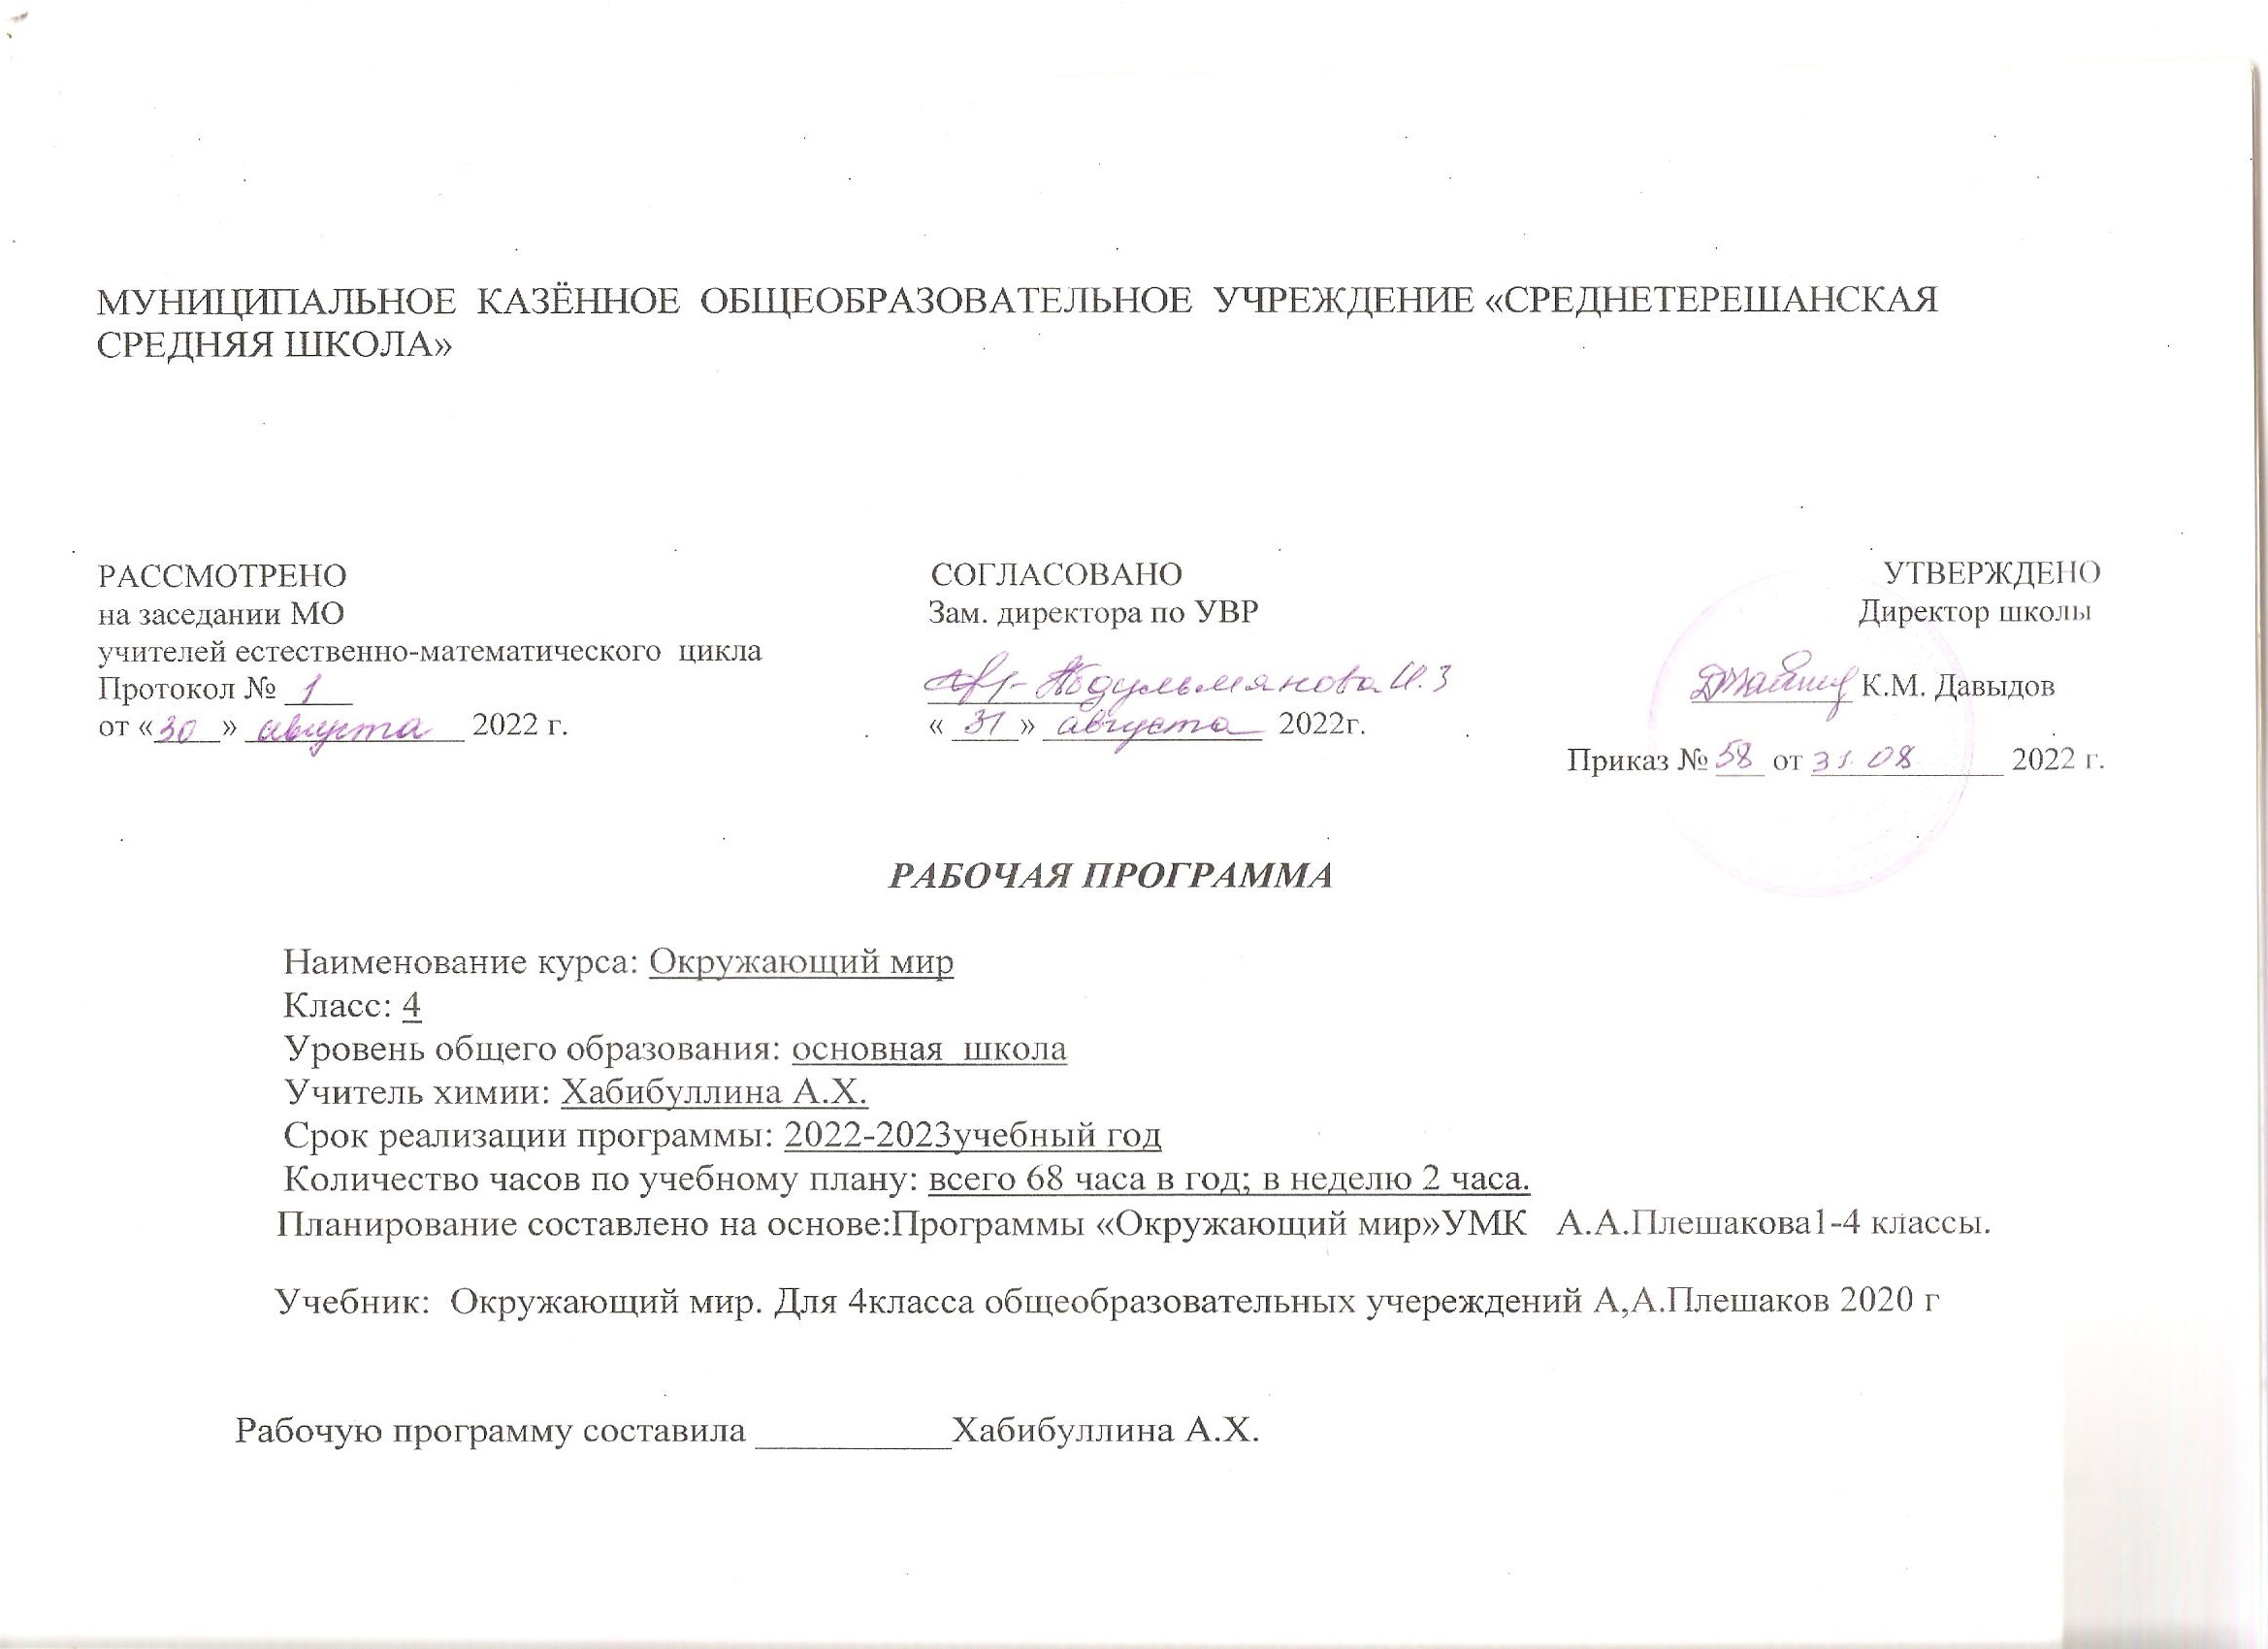 МУНИЦИПАЛЬНОЕ КАЗЁННОЕ ОБЩЕОБРАЗОВАТЕЛЬНОЕ УЧРЕЖДЕНИЕ «СРЕДНЕТЕРЕШАНСКАЯ
СРЕДНЯЯ ШКОЛА»
РАССМОТРЕНО
на заседании МО
учителей естественно-математического цикла
Протокол № 1
от «30» августа 2022 г.
СОГЛАСОВАНО
Зам. директора по УВР
Абдульмянова И.З
«31» августа 2022г.
УТВЕРЖДЕНО
Директор школы
К.М. Давыдов
Приказ № 58 от 31.08 2022 г.
РАБОЧАЯ ПРОГРАММА
Наименование курса: Окружающий мир
Класс: 4
Уровень общего образования: основная школа
Учитель химии: Хабибуллина А.Х.
Срок реализации программы: 2022-2023учебный год
Количество часов по учебному плану: всего 68 часа в год; в неделю 2 часа.
Планирование составлено на основе:Программы «Окружающий мир»УМК А.А.Плешакова1-4 классы.
Учебник: Окружающий мир. Для 4класса общеобразовательных учереждений А,А.Плешаков 2020 г
Рабочую программу составила ___________Хабибуллина А.Х.